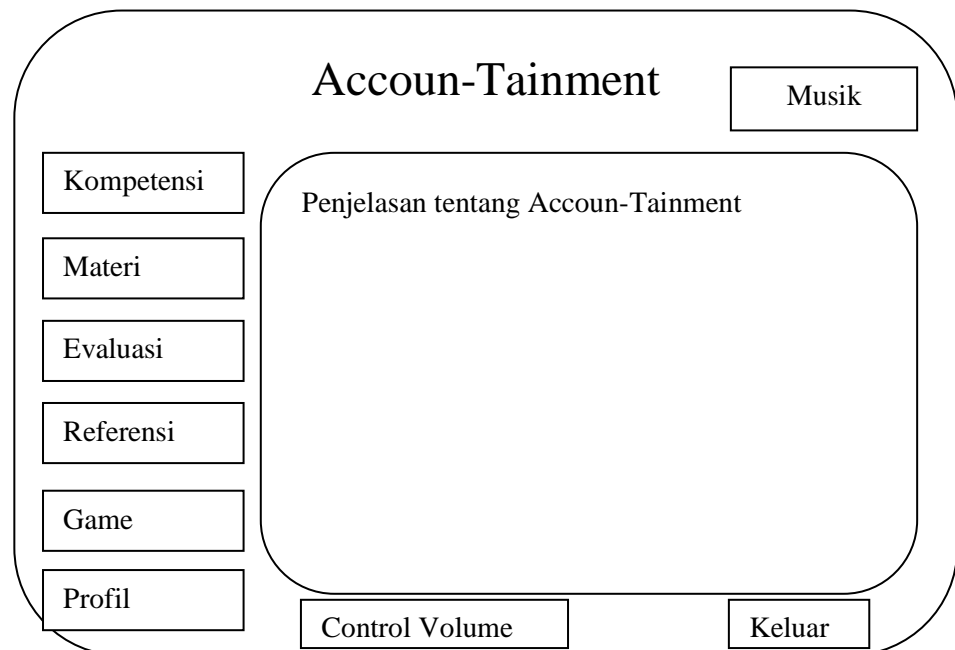 Accoun-Tainment
Musik
Kompetensi
Penjelasan tentang Accoun-Tainment
Materi
Evaluasi
Referensi
Game
Profil
Control Volume
Keluar